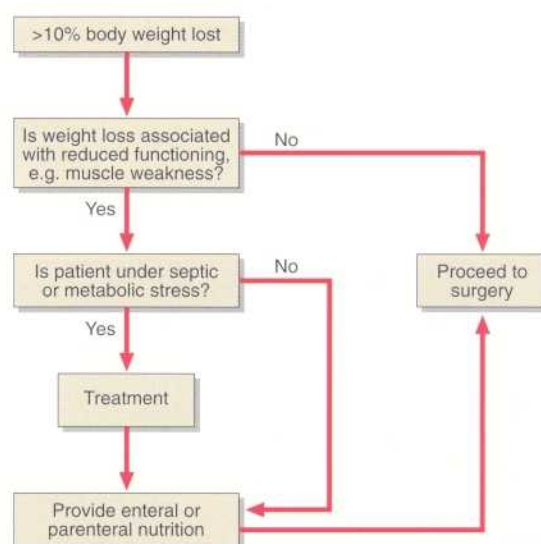 >10% body weight lost
Is weight loss associated
with reduced functioning,
e.g. muscle weakness?
No
Yes
Is patient under septic
or metabolic stress?
No
Proceed to
surgery
Yes
Treatment
Provide enteral or
parenteral nutrition